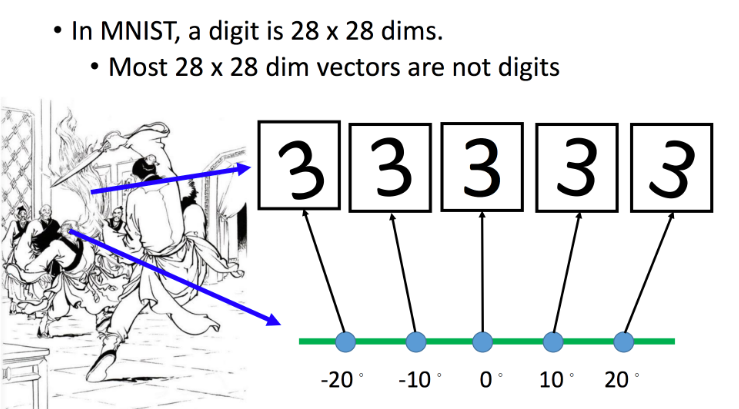 • In MNIST, a digit is 28 x 28 dims.
• Most 28 x 28 dim vectors are not digits
3 3 3 3 3
-20° -10° 0° 10° 20°